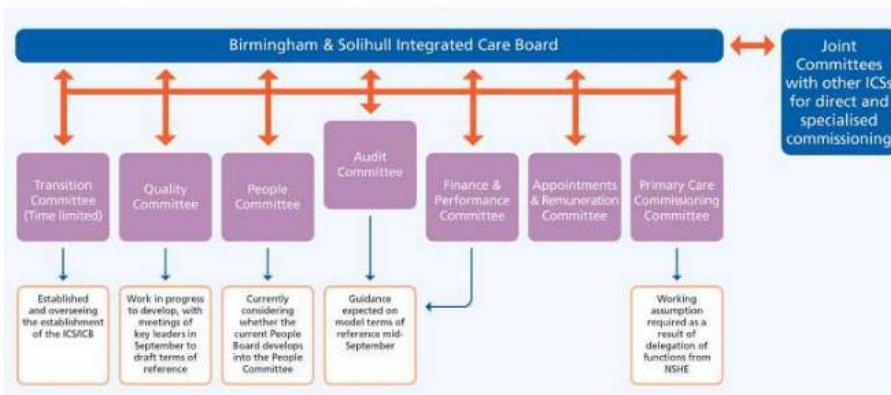 Birmingham & Solihull Integrated Care Board
Joint
Committees
with other ICSs
for direct and
specialised
commissioning
Transition
Committee
(Time limited)
Quality
Committee
People
Committee
Audit
Committee
Finance &
Performance
Committee
Appointments
& Remuneration
Committee
Primary Care
Commissioning
Committee
Established
and overseeing
the establishment
of the ICS/ICB
Work in progress
to develop, with
meetings of
key leaders in
September to
draft terms of
reference
Currently
considering
whether the
current People
Board develops
into the People
Committee
Guidance
expected on
model terms of
reference mid-
September
Working
assumption
required as a
result of
delegation of
functions from
NSHE